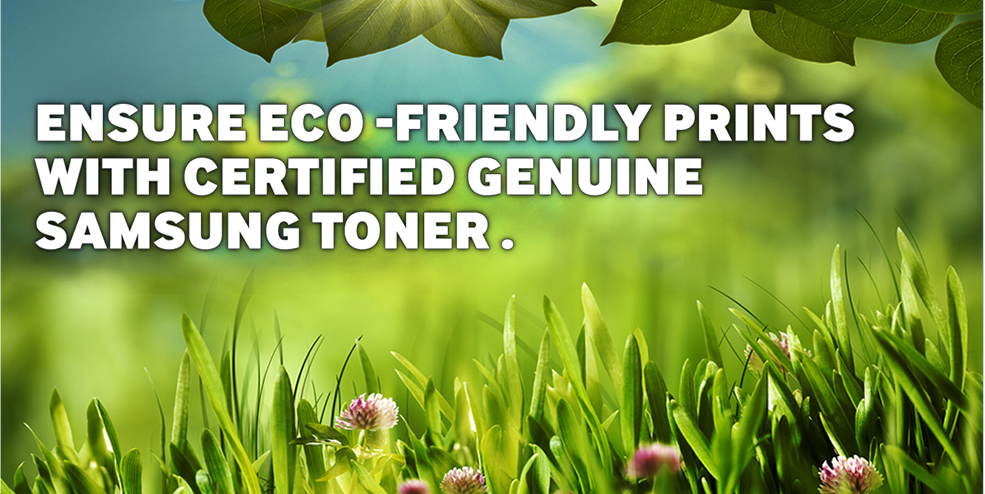 ENSURE ECO -FRIENDLY PRINTS
WITH CERTIFIED GENUINE
SAMSUNG TONER .